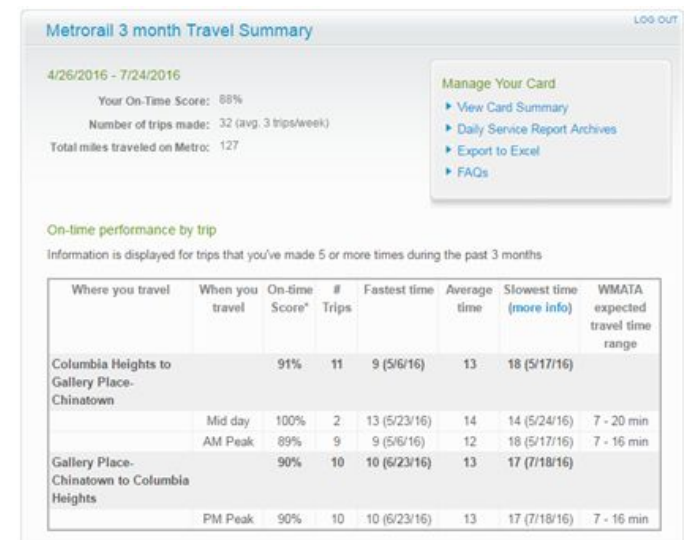 LOG OUT
Metrorail 3 month Travel Summary
4/26/2016 - 7/24/2016
Your On-Time Score: 88%
Number of trips made: 32 (avg. 3 trips/week)
Total miles traveled on Metro: 127
Manage Your Card
View Card Summary
Daily Service Report Archives
Export to Excel
FAQs
On-time performance by trip
Information is displayed for trips that you've made 5 or more times during the past 3 months
Where you travel When you travel On-time Score* # Trips Fastest time Average time Slowest time (more info) WMATA expected travel time range
Columbia Heights to Gallery Place-Chinatown 91% 11 9 (5/6/16) 13 18 (5/17/16)
Mid day 100% 2 13 (5/23/16) 14 14 (5/24/16) 7 - 20 min
AM Peak 89% 9 9 (5/6/16) 12 18 (5/17/16) 7 - 16 min
Gallery Place-Chinatown to Columbia Heights 90% 10 10 (6/23/16) 13 17 (7/18/16)
PM Peak 90% 10 10 (6/23/16) 13 17 (7/18/16) 7 - 16 min